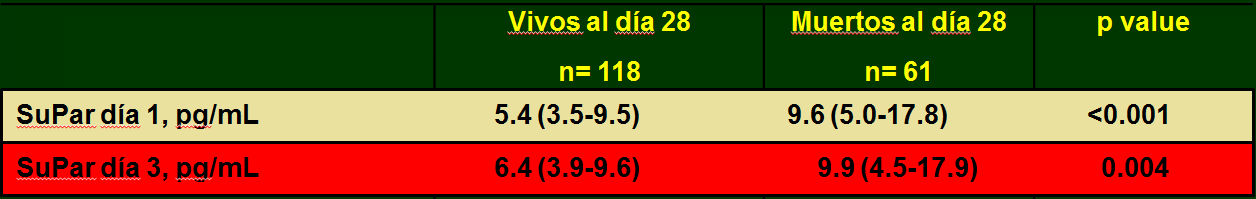 Vivos al día 28 Muertos al día 28 p value
n= 118 n= 61
SuPar día 1, pg/mL 5.4 (3.5-9.5) 9.6 (5.0-17.8) <0.001
SuPar día 3, pg/mL 6.4 (3.9-9.6) 9.9 (4.5-17.9) 0.004